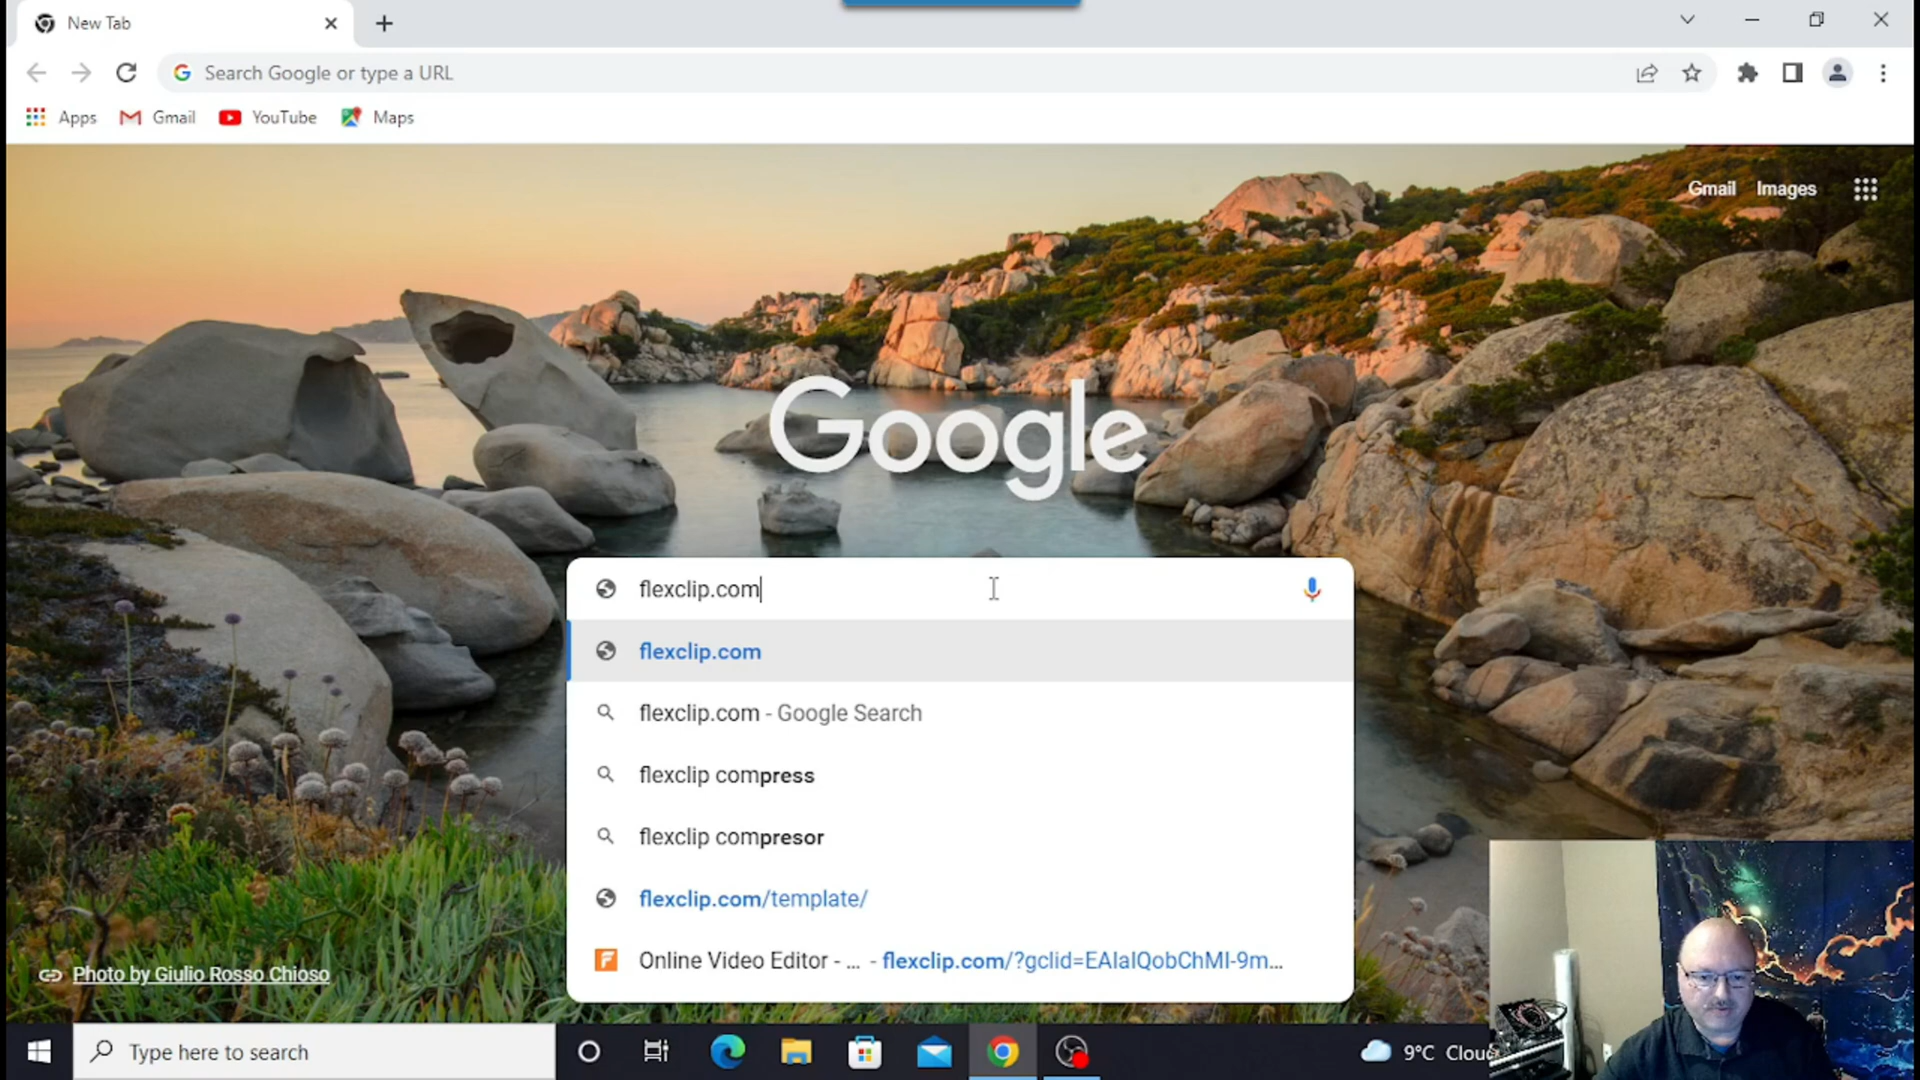 New Tab
Search Google or type a URL
Apps Gmail YouTube Maps
Gmail Images
Google
flexclip.com
flexclip.com
flexclip.com - Google Search
flexclip compress
flexclip compresor
flexclip.com/template/
Online Video Editor - ... - flexclip.com/?gclid=EAIaIQobChMI-9m...
Photo by Giulio Rosso Chioso
Type here to search
9°C Clou